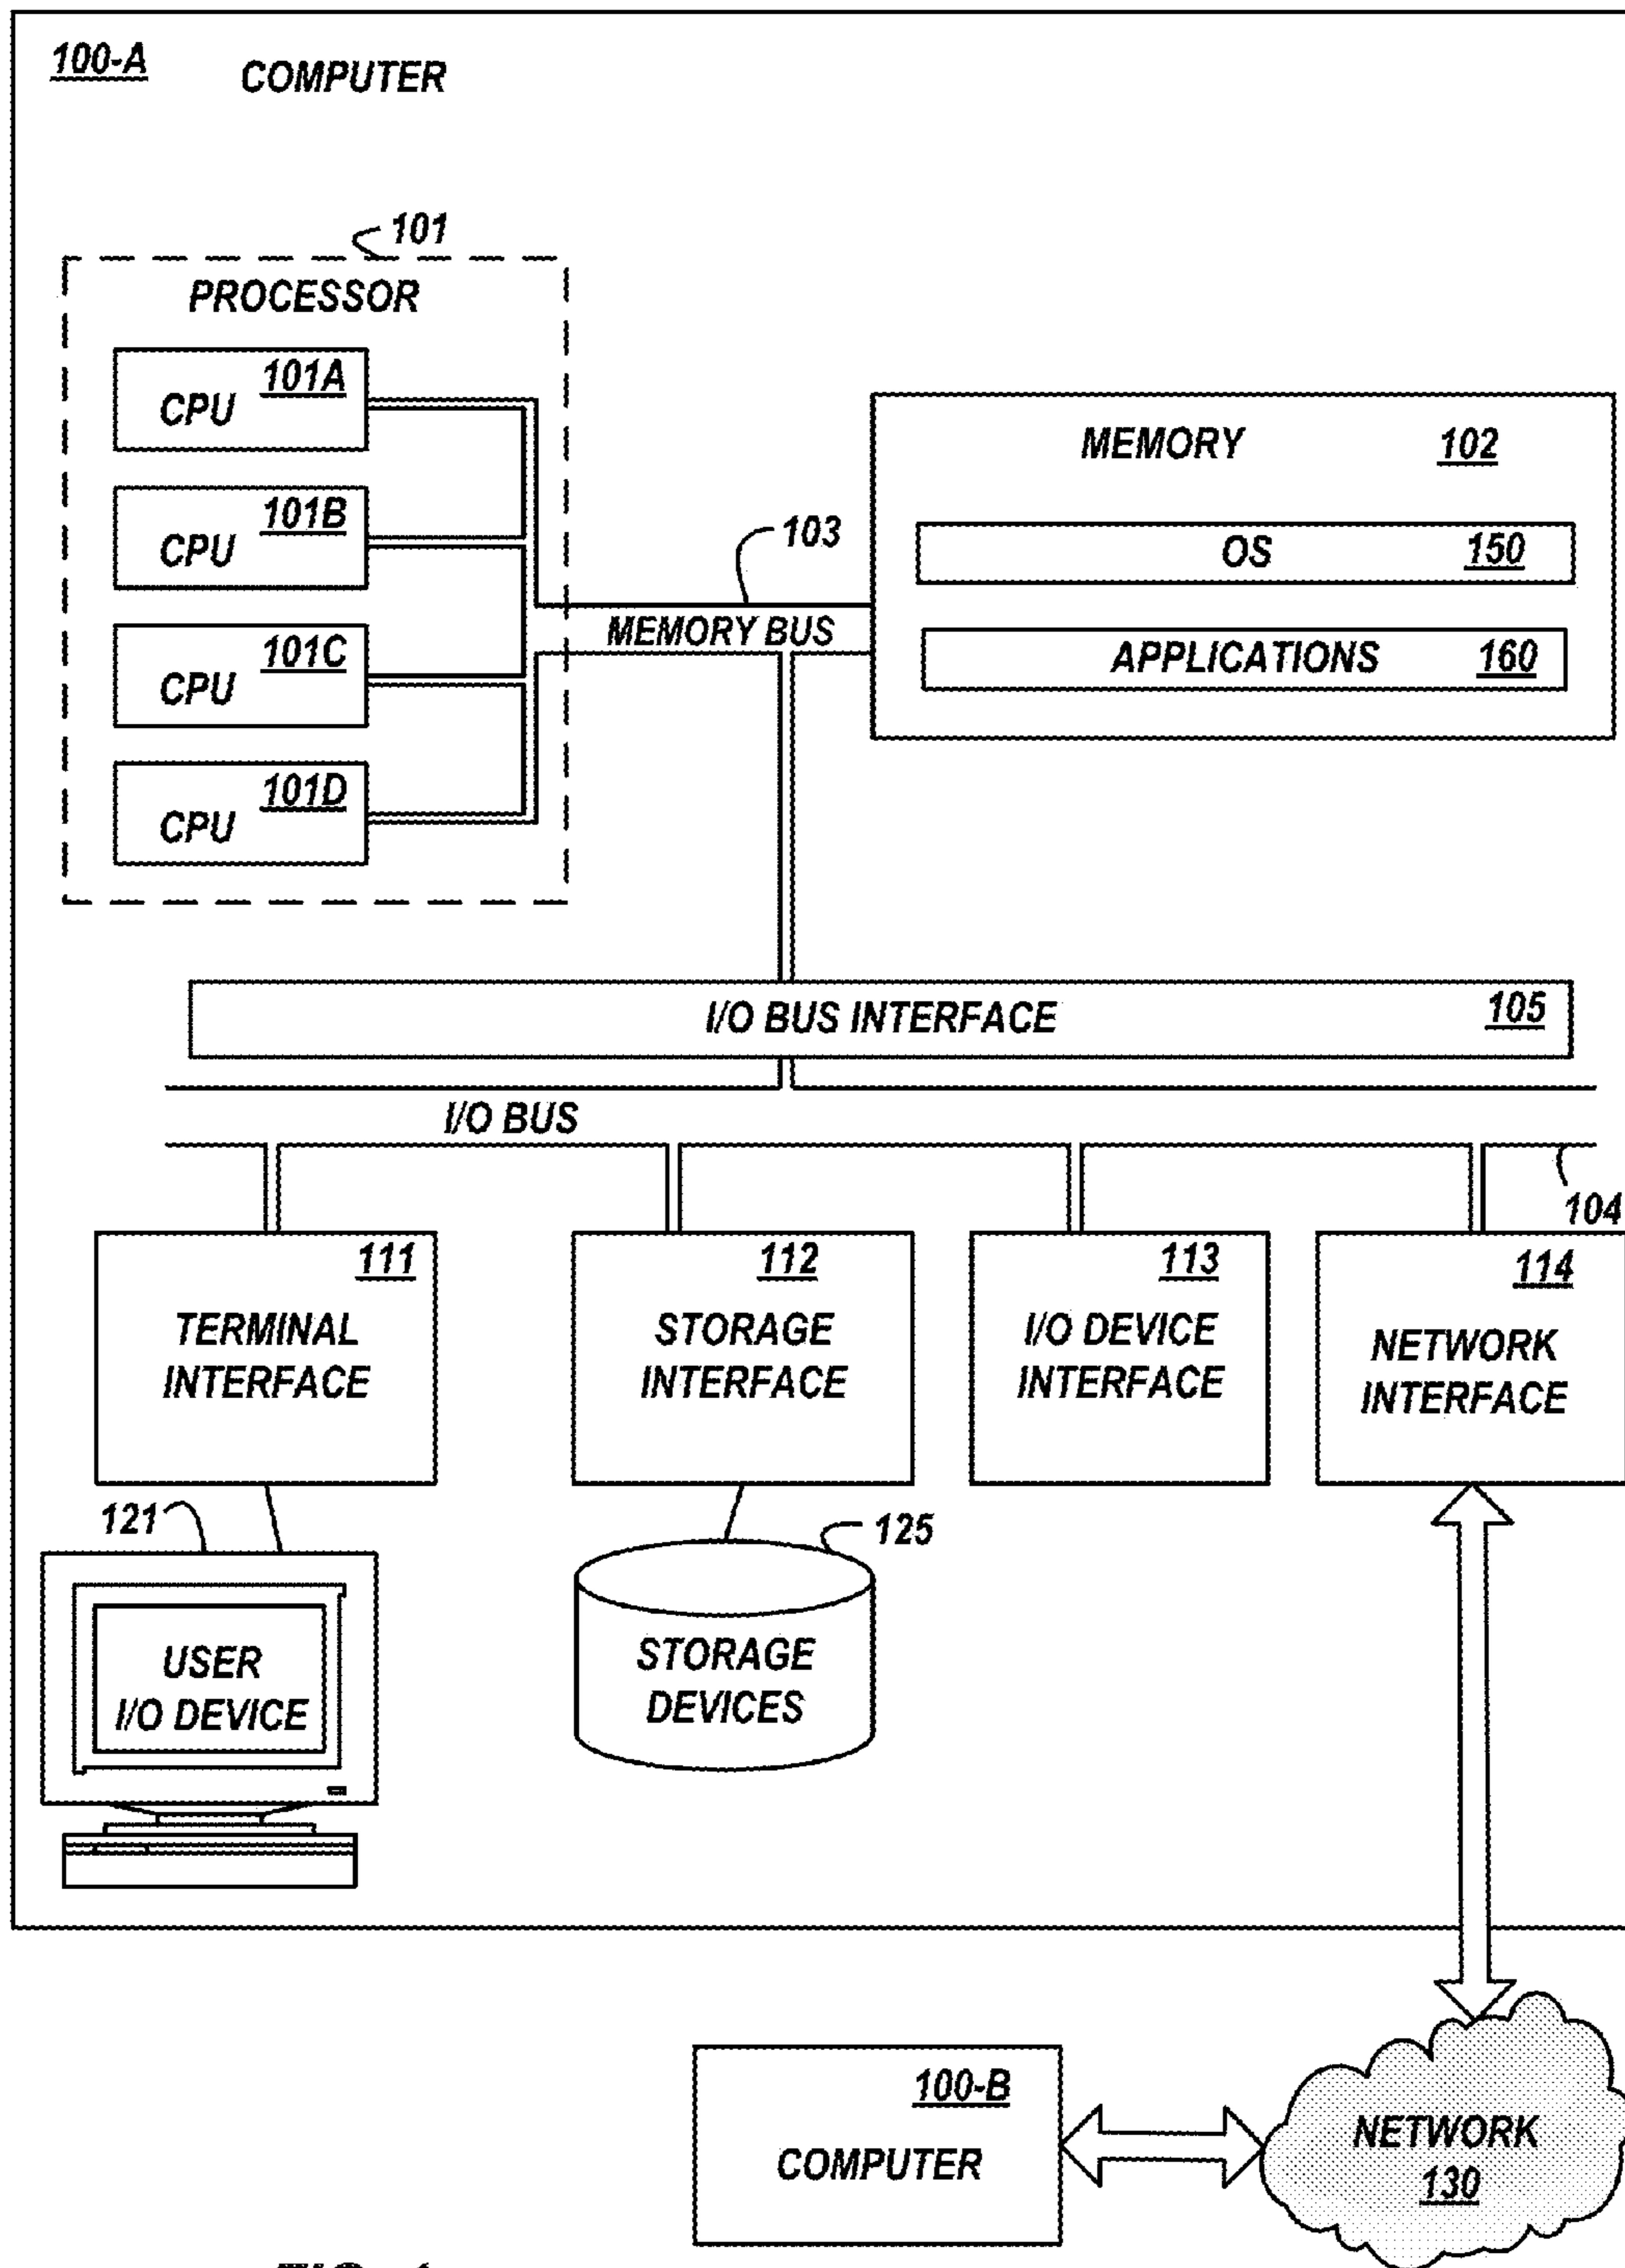 100-A COMPUTER
101
PROCESSOR
101A
CPU
101B
CPU
101C
CPU
101D
CPU
103
MEMORY BUS
MEMORY 102
OS 150
APPLICATIONS 160
I/O BUS INTERFACE 105
I/O BUS
104
111
TERMINAL
INTERFACE
112
STORAGE
INTERFACE
113
I/O DEVICE
INTERFACE
114
NETWORK
INTERFACE
121
USER
I/O DEVICE
125
STORAGE
DEVICES
100-B
COMPUTER
NETWORK
130